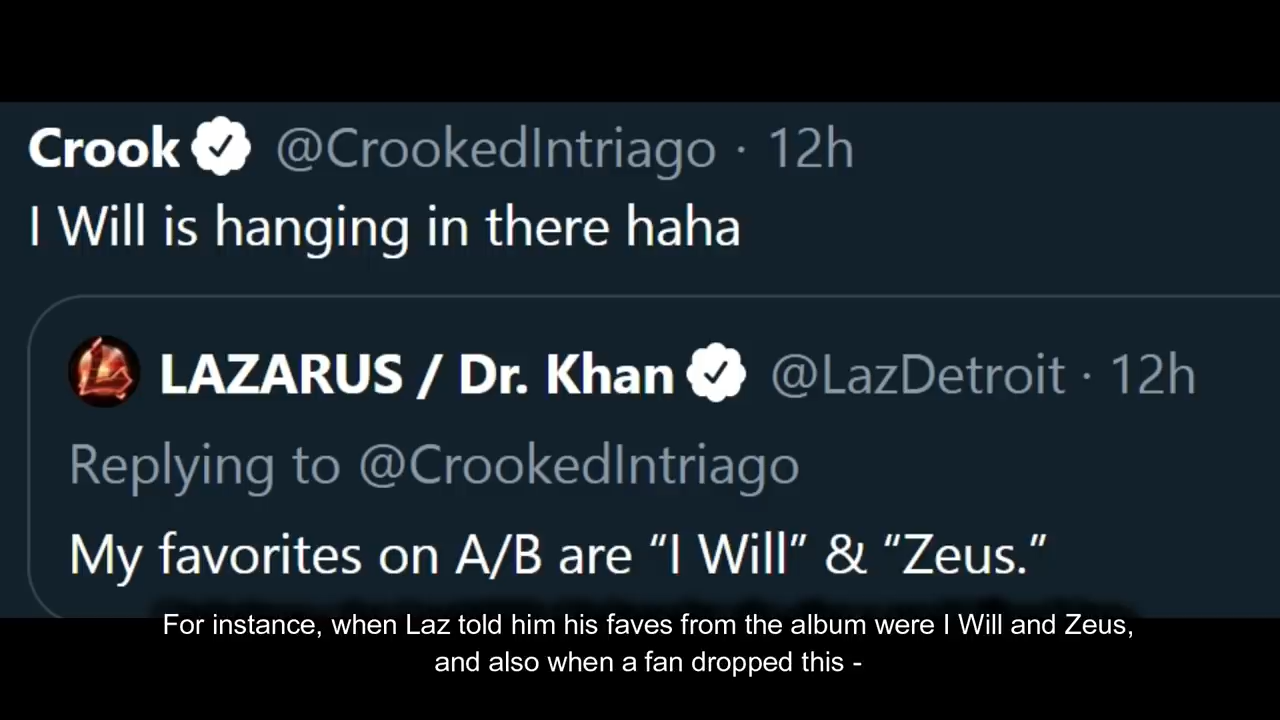 Crook @CrookedIntriago · 12h
I Will is hanging in there haha
LAZARUS / Dr. Khan @LazDetroit · 12h
Replying to @CrookedIntriago
My favorites on A/B are “I Will” & “Zeus.”
For instance, when Laz told him his faves from the album were I Will and Zeus,
and also when a fan dropped this -